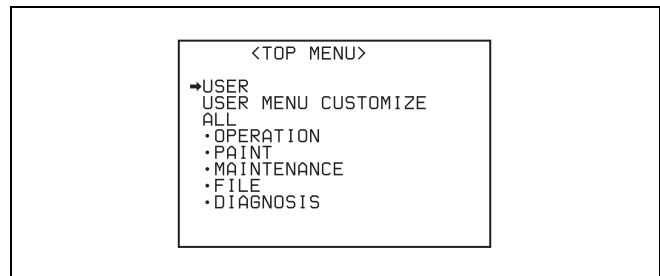 <TOP MENU>
➡USER
USER MENU CUSTOMIZE
ALL
·OPERATION
·PAINT
·MAINTENANCE
·FILE
·DIAGNOSIS